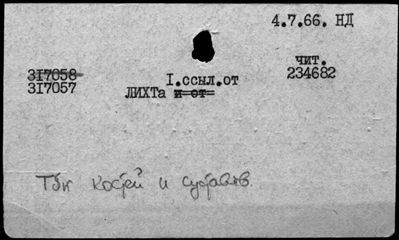 4.7.66. НД
чит.
317058 I.ссыл.от 234682
317057 ЛИХТа и от
Тбк костей и суставов.